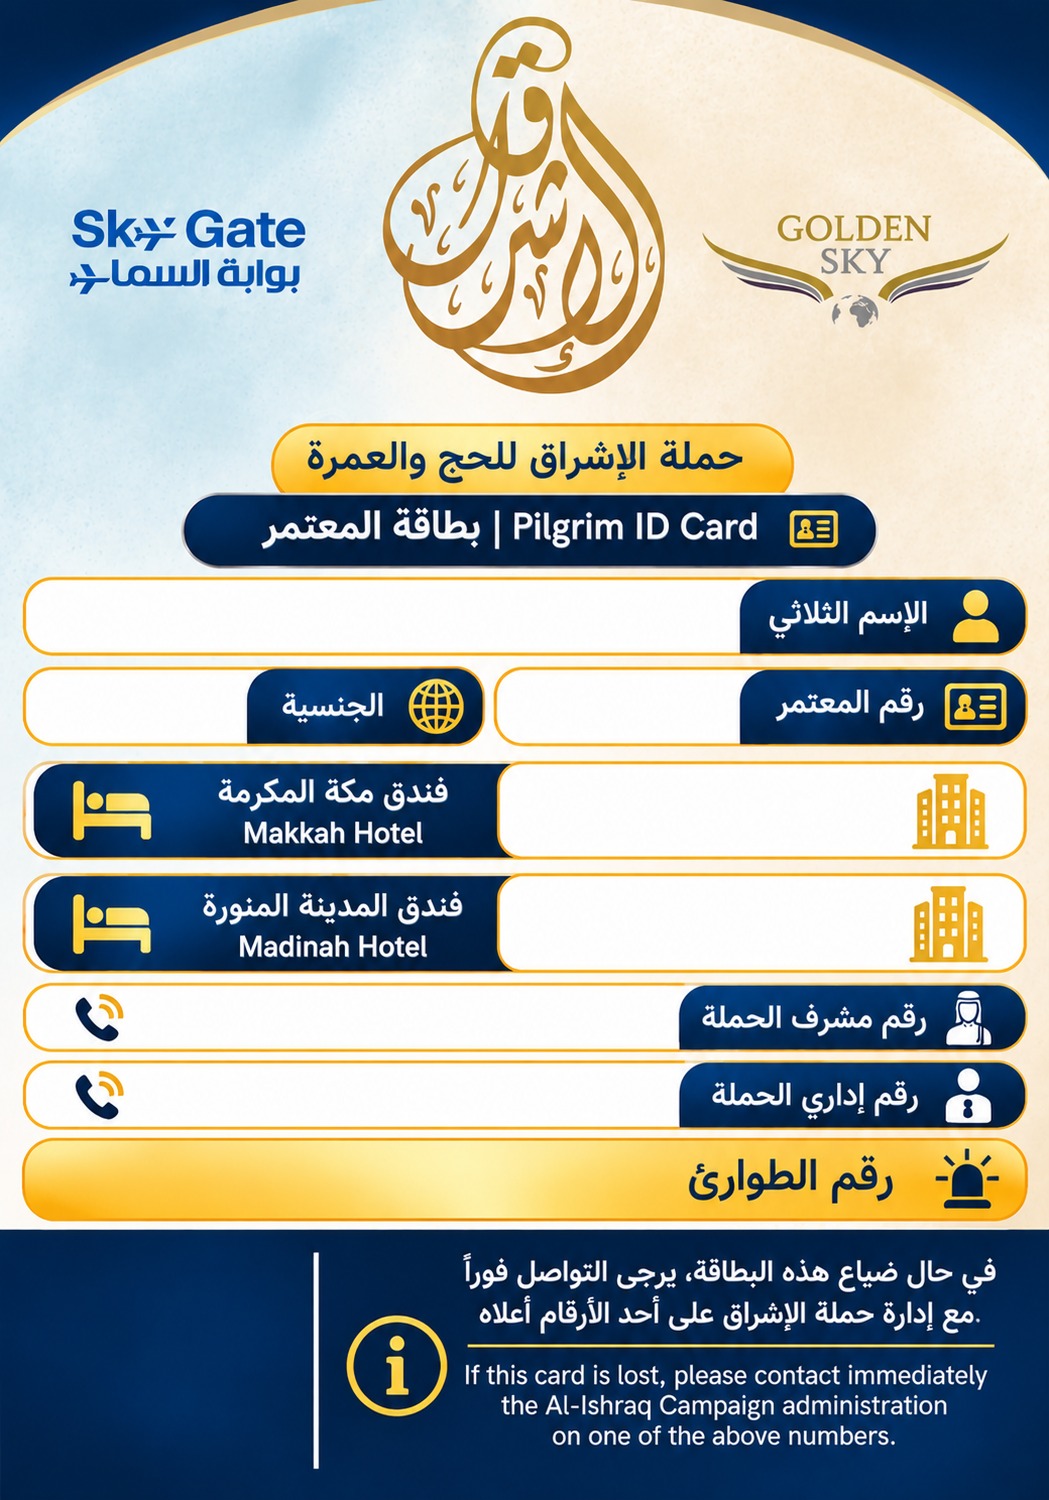 Sky Gate
بوابة السماء
الإشراق
GOLDEN
SKY
حملة الإشراق للحج والعمرة
بطاقة المعتمر | Pilgrim ID Card
الإسم الثلاثي
رقم المعتمر
الجنسية
فندق مكة المكرمة
Makkah Hotel
فندق المدينة المنورة
Madinah Hotel
رقم مشرف الحملة
رقم إداري الحملة
رقم الطوارئ
في حال ضياع هذه البطاقة، يرجى التواصل فوراً
مع إدارة حملة الإشراق على أحد الأرقام أعلاه.
If this card is lost, please contact immediately
the Al-Ishraq Campaign administration
on one of the above numbers.